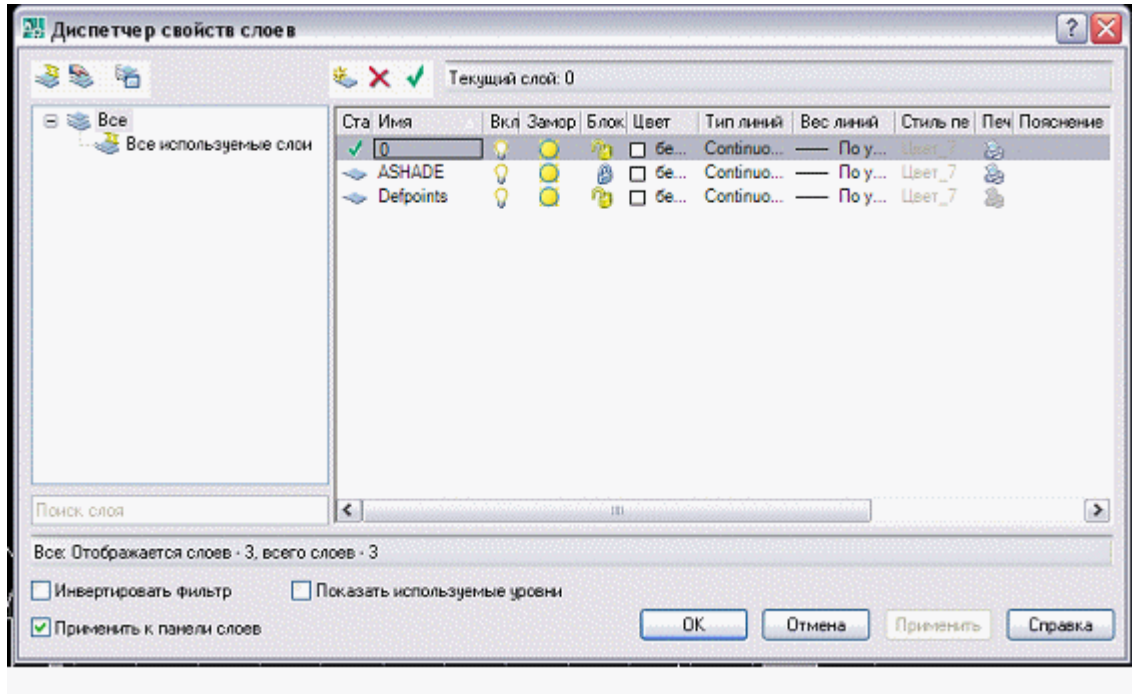 Диспетчер свойств слоев
Текущий слой: 0
Все
Все используемые слои
Ста Имя Вкл Замор Блок Цвет Тип линий Вес линий Стиль пе Печ Пояснение
0 бе... Continuo... По у... Цвет_7
ASHADE бе... Continuo... По у... Цвет_7
Defpoints бе... Continuo... По у... Цвет_7
Поиск слоя
Все: Отображается слоев - 3, всего слоев - 3
Инвертировать фильтр Показать используемые уровни
Применить к панели слоев
OK Отмена Применить Справка